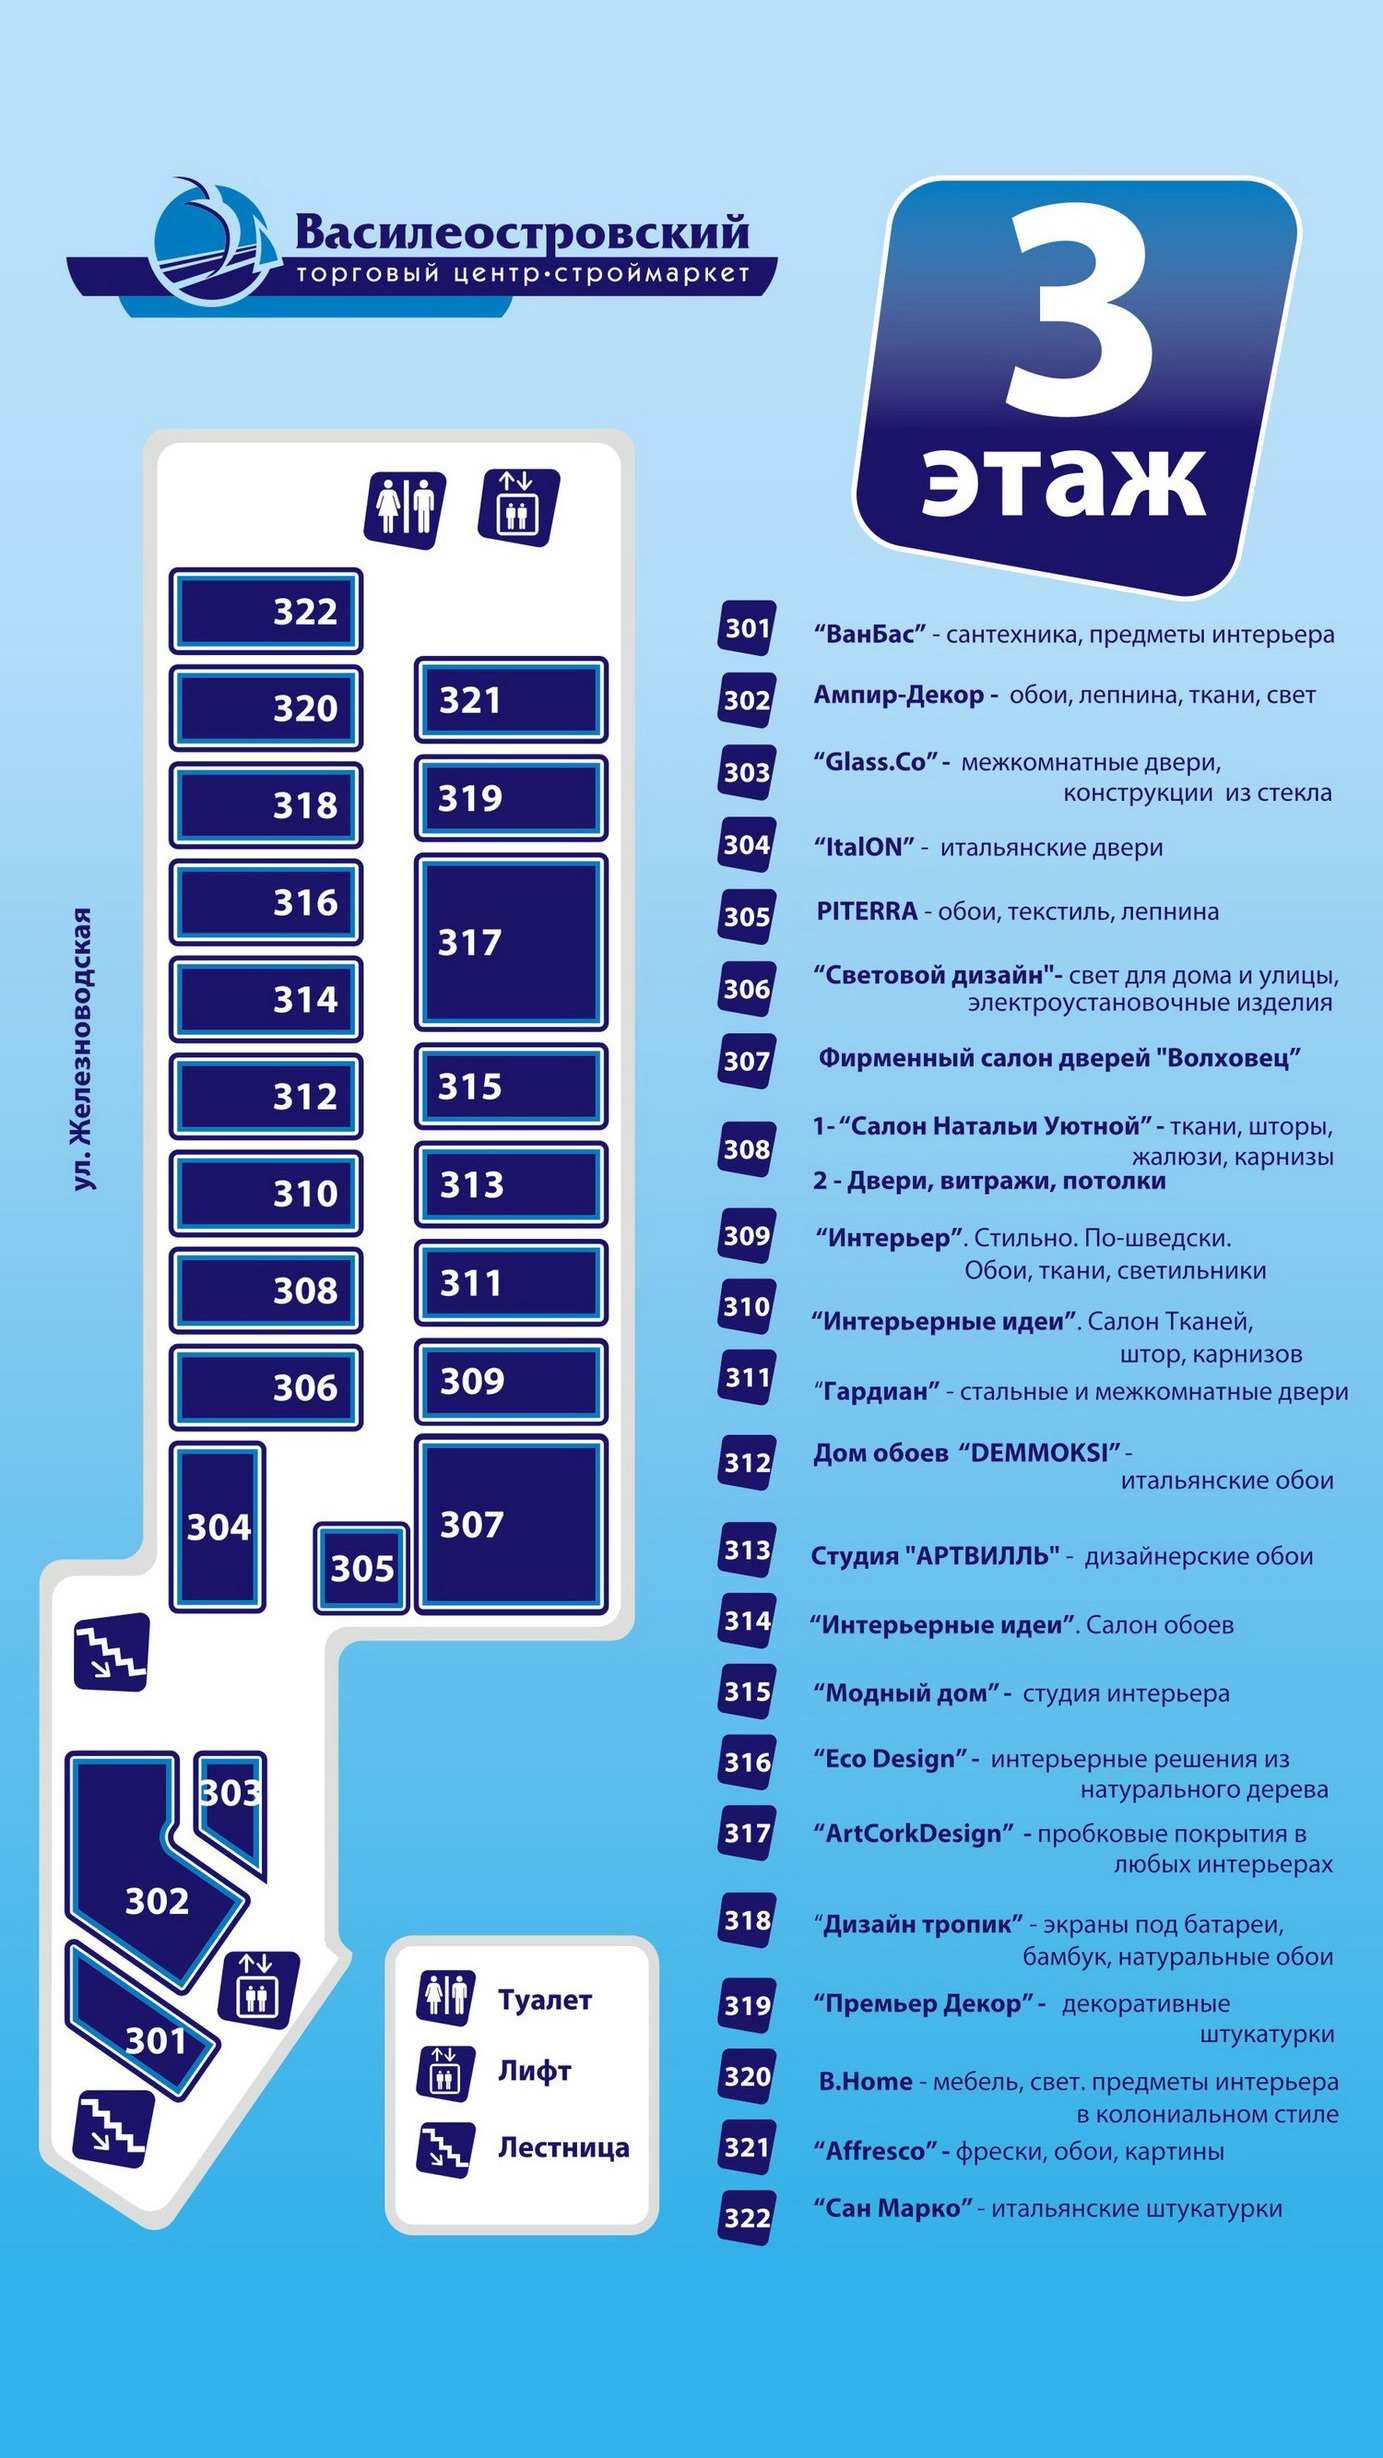 Василеостровский
торговый центр•строймаркет
3
этаж
ул. Железноводская
322
320
321
318
319
316
317
314
312
315
310
313
308
311
306
309
304
307
305
303
302
301
Туалет
Лифт
Лестница
301 “ВанБас” - сантехника, предметы интерьера
302 Ампир-Декор - обои, лепнина, ткани, свет
303 “Glass.Co” - межкомнатные двери,
конструкции из стекла
304 “ItalON” - итальянские двери
305 PITERRA - обои, текстиль, лепнина
306 “Световой дизайн"- свет для дома и улицы,
электроустановочные изделия
307 Фирменный салон дверей "Волховец”
308 1- “Салон Натальи Уютной” - ткани, шторы,
жалюзи, карнизы
2 - Двери, витражи, потолки
309 “Интерьер”. Стильно. По-шведски.
Обои, ткани, светильники
310 “Интерьерные идеи”. Салон Тканей,
штор, карнизов
311 “Гардиан” - стальные и межкомнатные двери
312 Дом обоев “DEMMOKSI” -
итальянские обои
313 Студия "АРТВИЛЛЬ" - дизайнерские обои
314 “Интерьерные идеи”. Салон обоев
315 “Модный дом” - студия интерьера
316 “Eco Design” - интерьерные решения из
натурального дерева
317 “ArtCorkDesign” - пробковые покрытия в
любых интерьерах
318 “Дизайн тропик” - экраны под батареи,
бамбук, натуральные обои
319 “Премьер Декор” - декоративные
штукатурки
320 B.Home - мебель, свет. предметы интерьера
в колониальном стиле
321 “Affresco” - фрески, обои, картины
322 “Сан Марко” - итальянские штукатурки